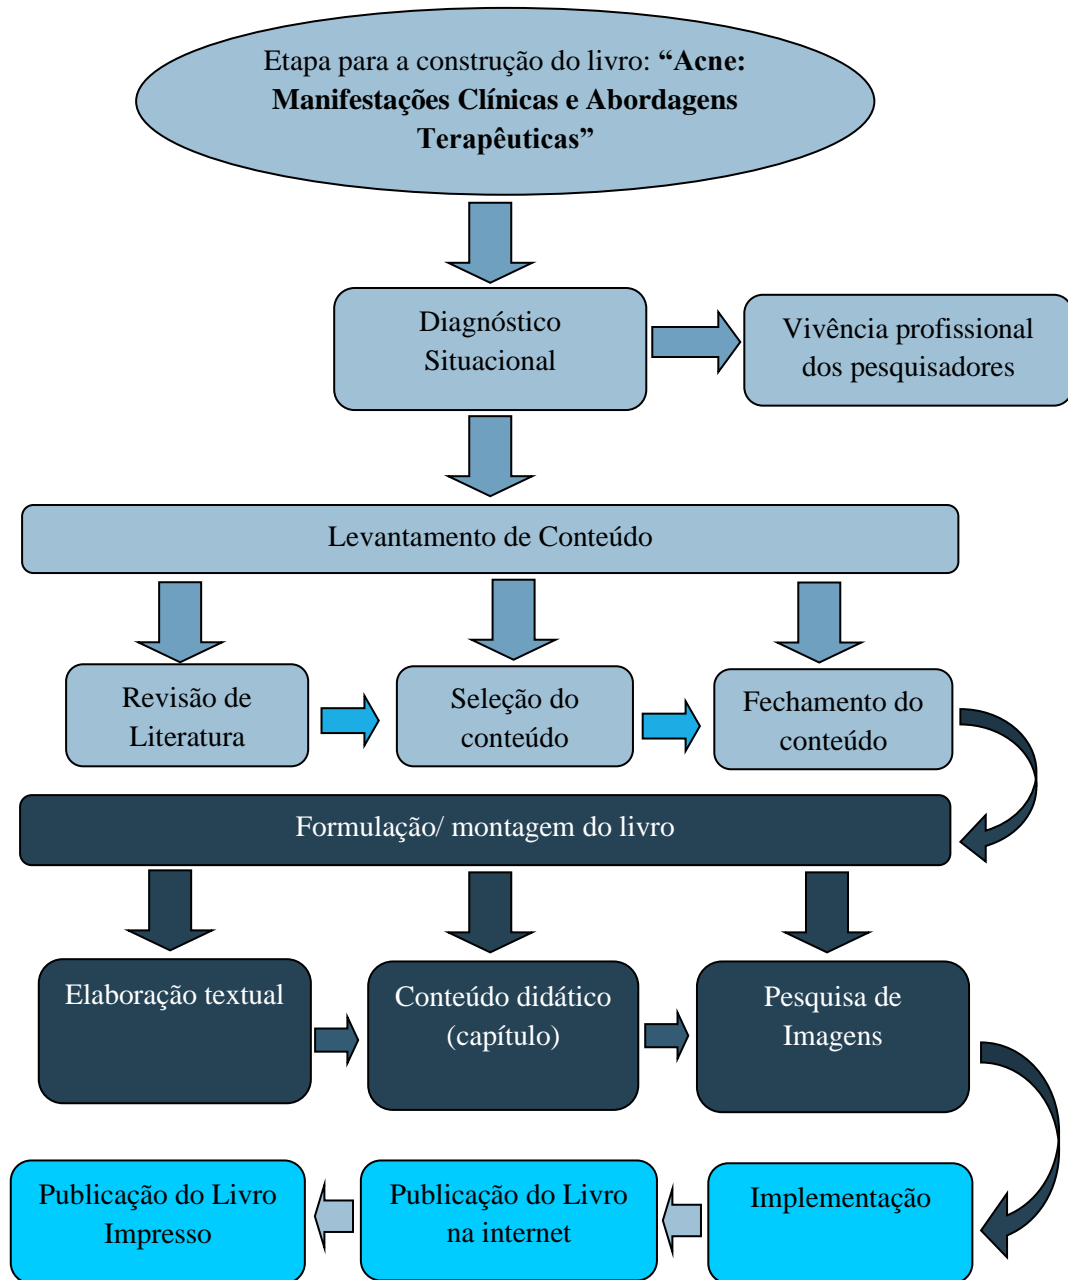 Etapa para a construção do livro: “Acne:
Manifestações Clínicas e Abordagens
Terapêuticas”
Diagnóstico
Situacional
Vivência profissional
dos pesquisadores
Levantamento de Conteúdo
Revisão de
Literatura
Seleção do
conteúdo
Fechamento do
conteúdo
Formulação/ montagem do livro
Elaboração textual
Conteúdo didático
(capítulo)
Pesquisa de
Imagens
Publicação do Livro
Impresso
Publicação do Livro
na internet
Implementação